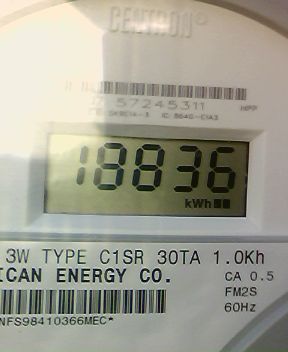 CENTRON®
57245311
18836
kWh
3W TYPE C1SR 30TA 1.0Kh
ICAN ENERGY CO.
CA 0.5
FM2S
60Hz
NFS98410366MEC*